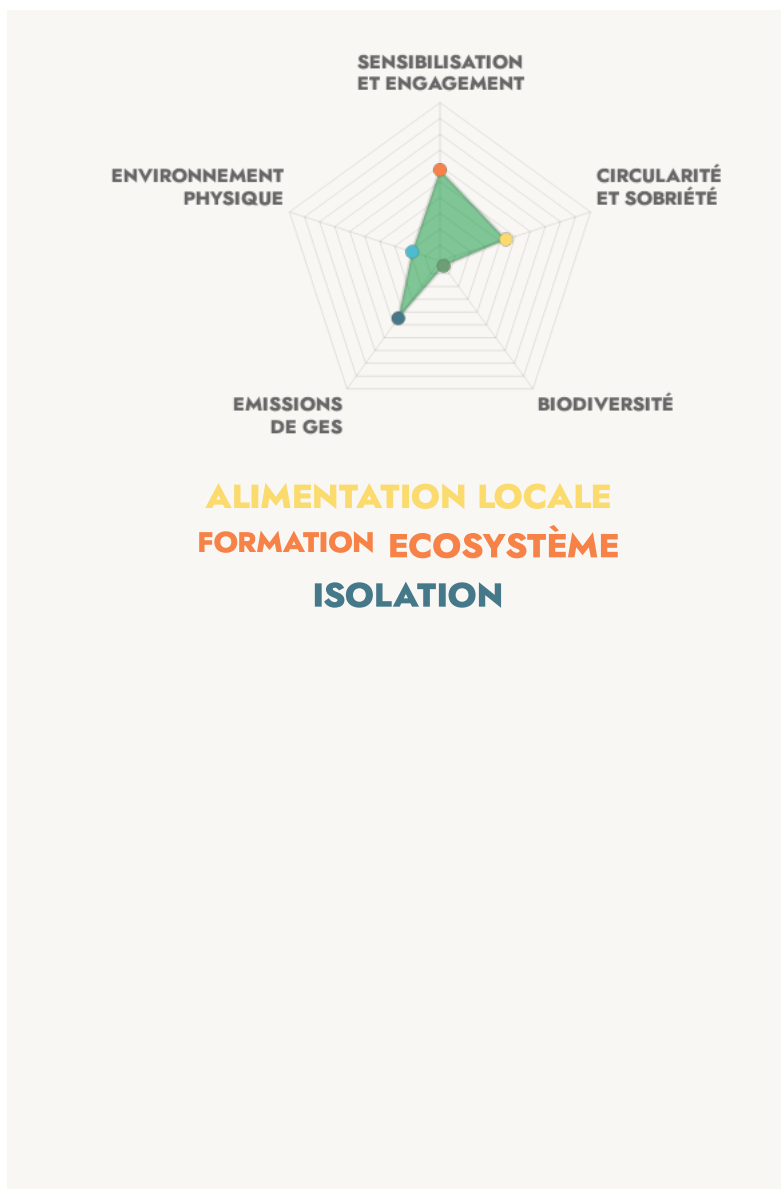 SENSIBILISATION
ET ENGAGEMENT
ENVIRONNEMENT
PHYSIQUE
CIRCULARITÉ
ET SOBRIÉTÉ
EMISSIONS
DE GES
BIODIVERSITÉ
ALIMENTATION LOCALE
FORMATION ECOSYSTÈME
ISOLATION